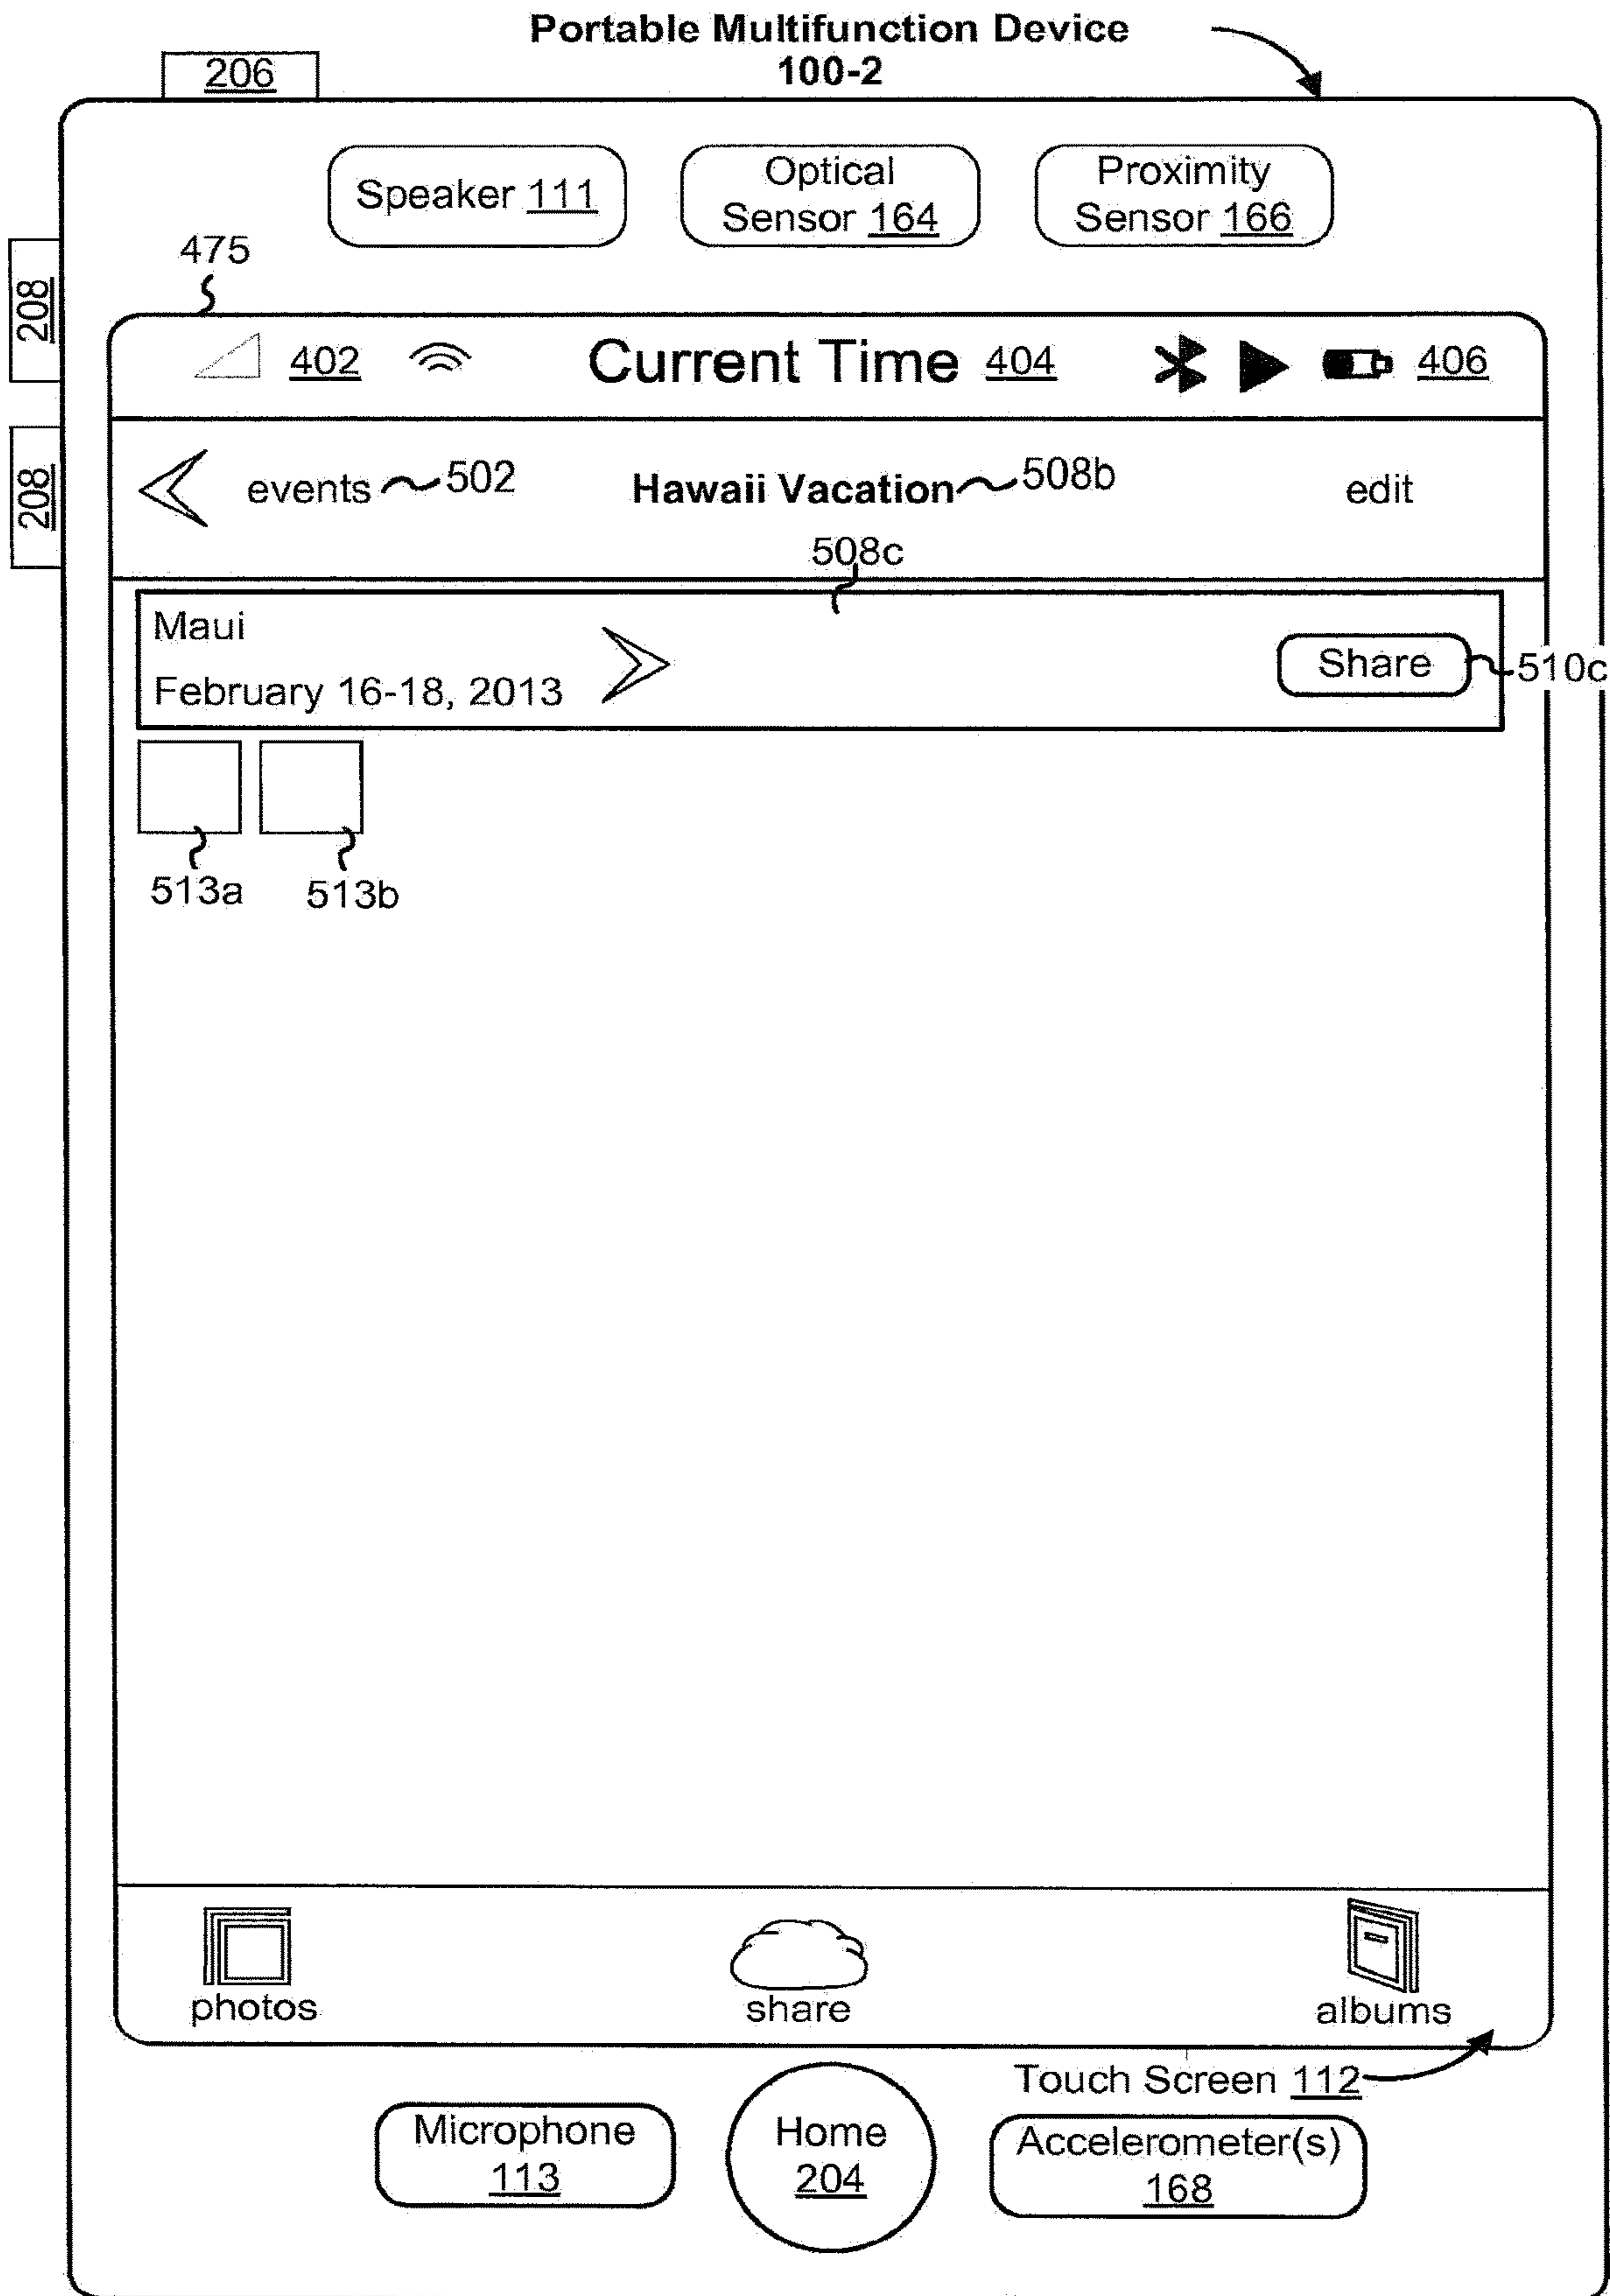 Portable Multifunction Device
100-2
206
Speaker 111
Optical
Sensor 164
Proximity
Sensor 166
475
208
402
Current Time 404
406
208
events 502
Hawaii Vacation 508b
edit
508c
Maui
February 16-18, 2013
Share
510c
513a
513b
photos
share
albums
Touch Screen 112
Microphone
113
Home
204
Accelerometer(s)
168